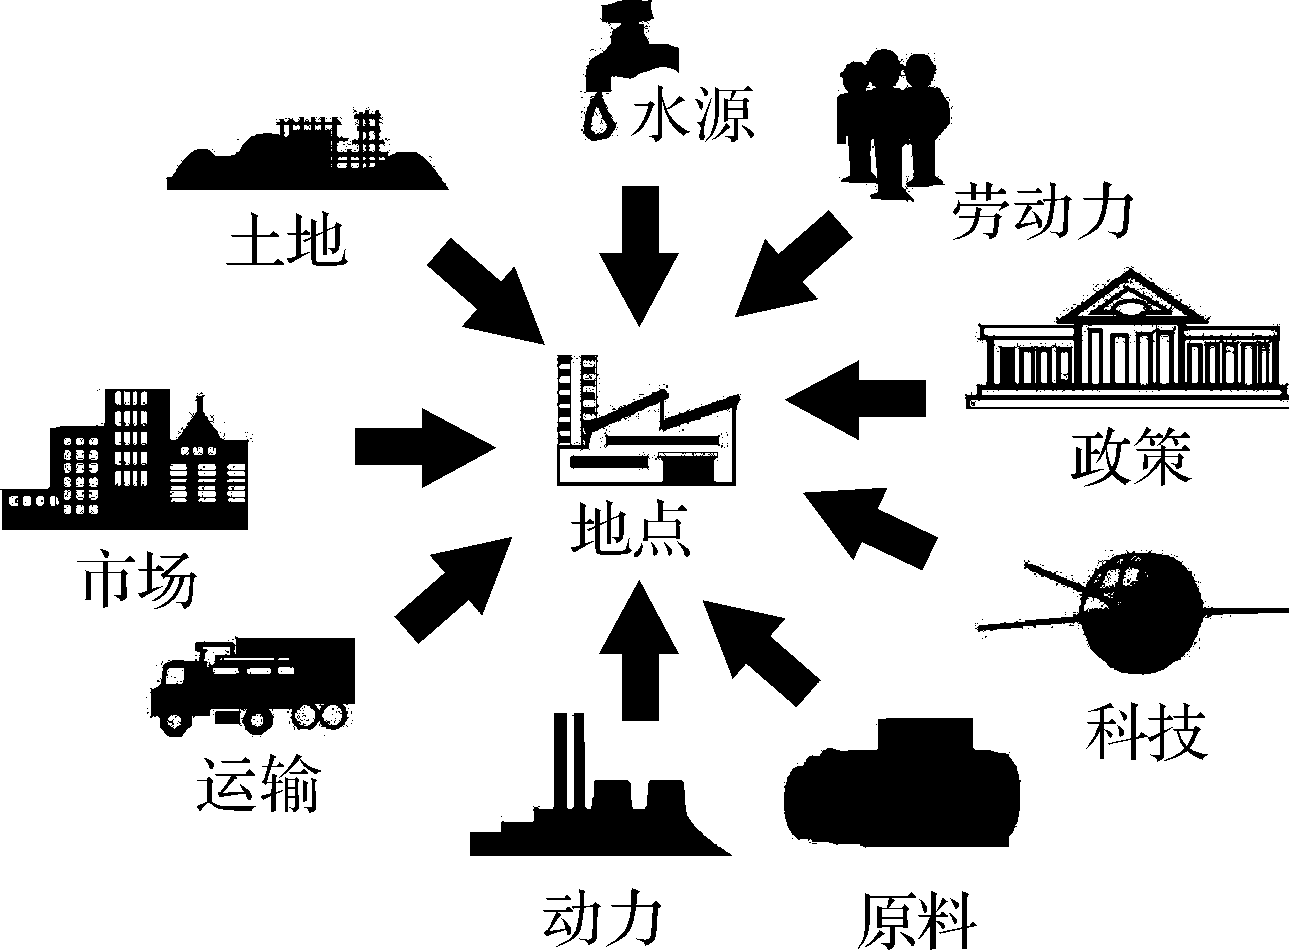 水源
劳动力
土地
政策
地点
市场
科技
运输
动力
原料